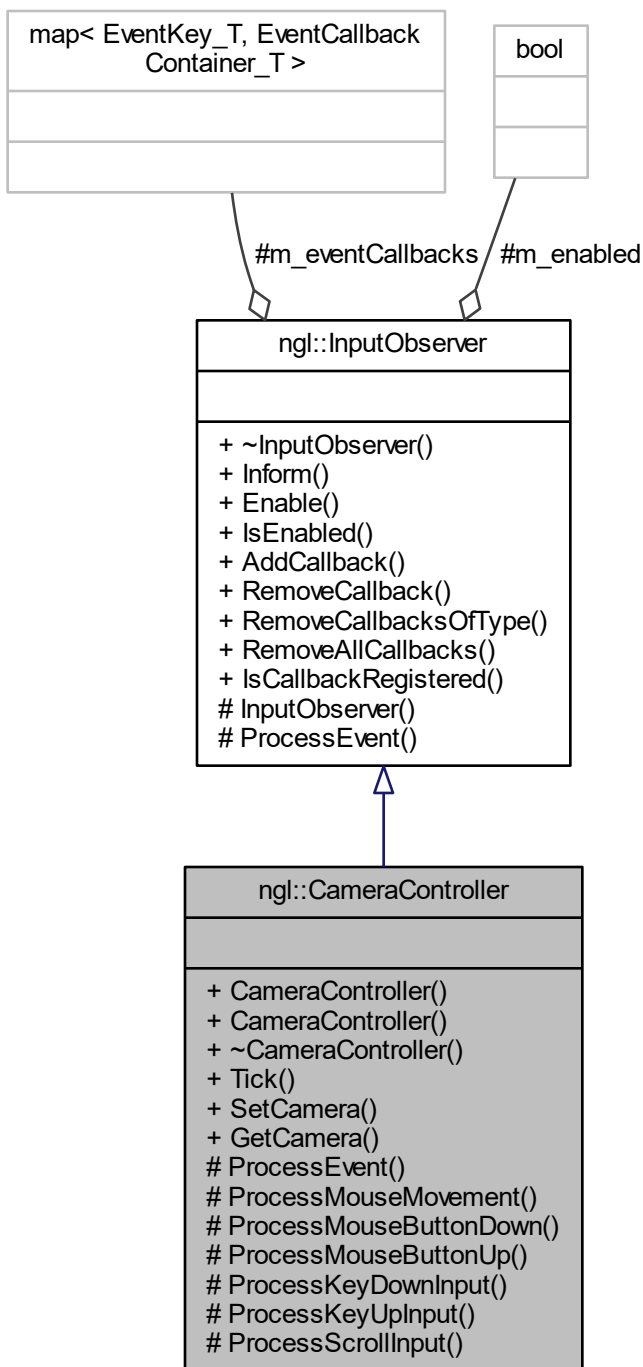 map< EventKey_T, EventCallback
Container_T >
bool
#m_eventCallbacks
#m_enabled
ngl::InputObserver
+ ~InputObserver()
+ Inform()
+ Enable()
+ IsEnabled()
+ AddCallback()
+ RemoveCallback()
+ RemoveCallbacksOfType()
+ RemoveAllCallbacks()
+ IsCallbackRegistered()
# InputObserver()
# ProcessEvent()
ngl::CameraController
+ CameraController()
+ CameraController()
+ ~CameraController()
+ Tick()
+ SetCamera()
+ GetCamera()
# ProcessEvent()
# ProcessMouseMovement()
# ProcessMouseButtonDown()
# ProcessMouseButtonUp()
# ProcessKeyDownInput()
# ProcessKeyUpInput()
# ProcessScrollInput()